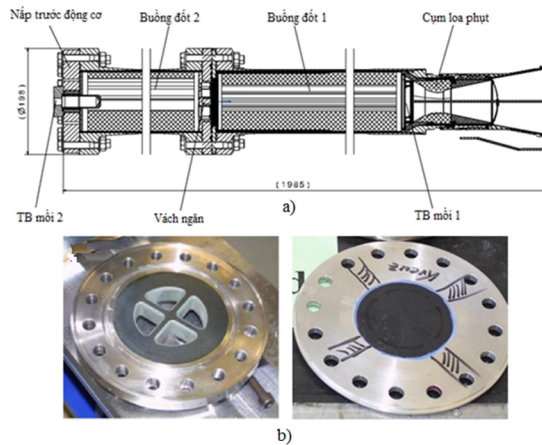 Nắp trước động cơ
Buồng đốt 2
Buồng đốt 1
Cụm loa phụt
(Ø198)
(1985)
TB mồi 2
Vách ngăn
TB mồi 1
a)
b)